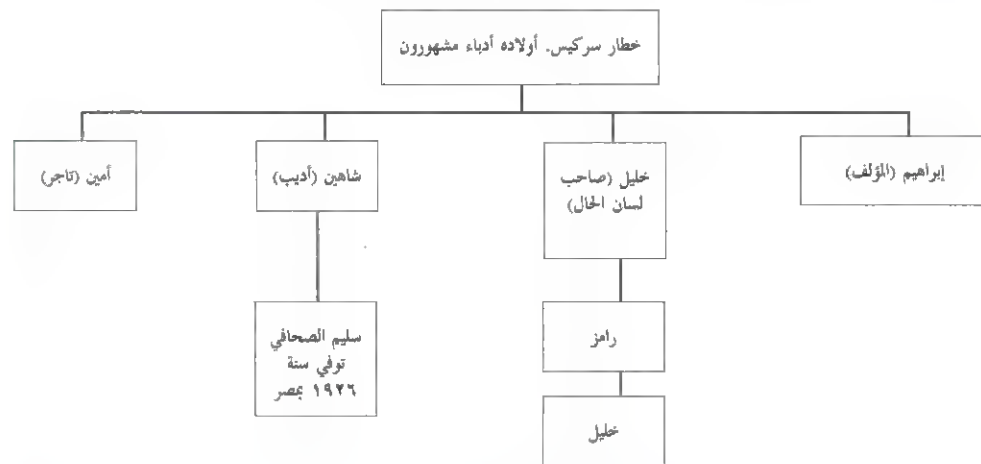 خطار سركيس. أولاده أدباء مشهورون
إبراهيم (المؤلف)
خليل (صاحب
لسان الحال)
شاهين (أديب)
أمين (تاجر)
رامز
سليم الصحافي
توفي سنة
١٩٢٦ بمصر
خليل